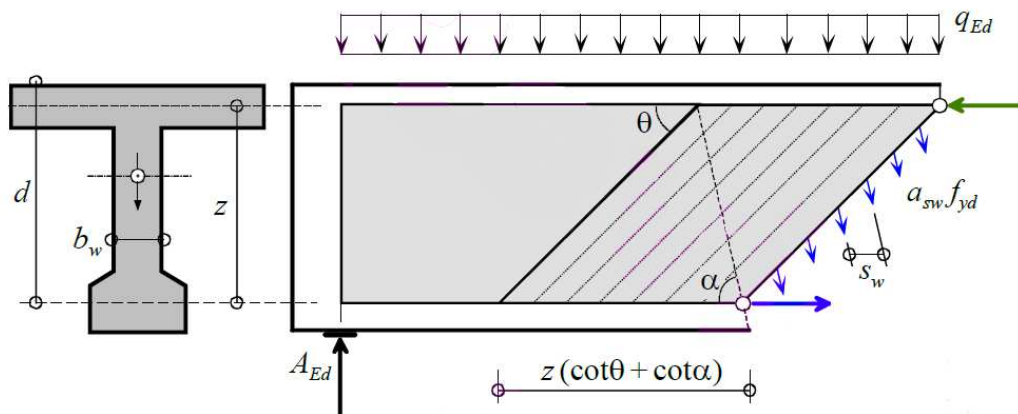 q_Ed
θ
d
z
a_sw f_yd
b_w
α
s_w
A_Ed
z (cotθ + cotα)